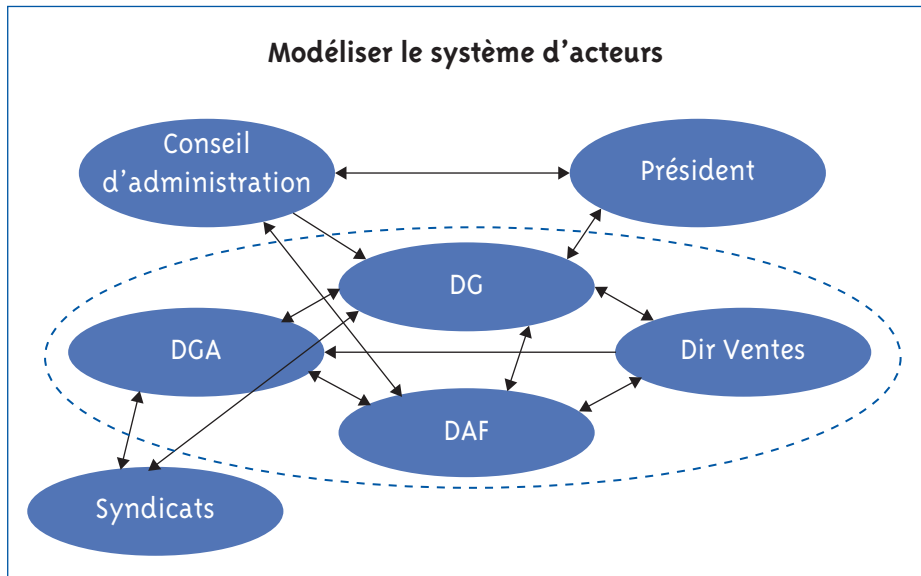 Modéliser le système d’acteurs
Conseil
d’administration
Président
DG
DGA
Dir Ventes
DAF
Syndicats